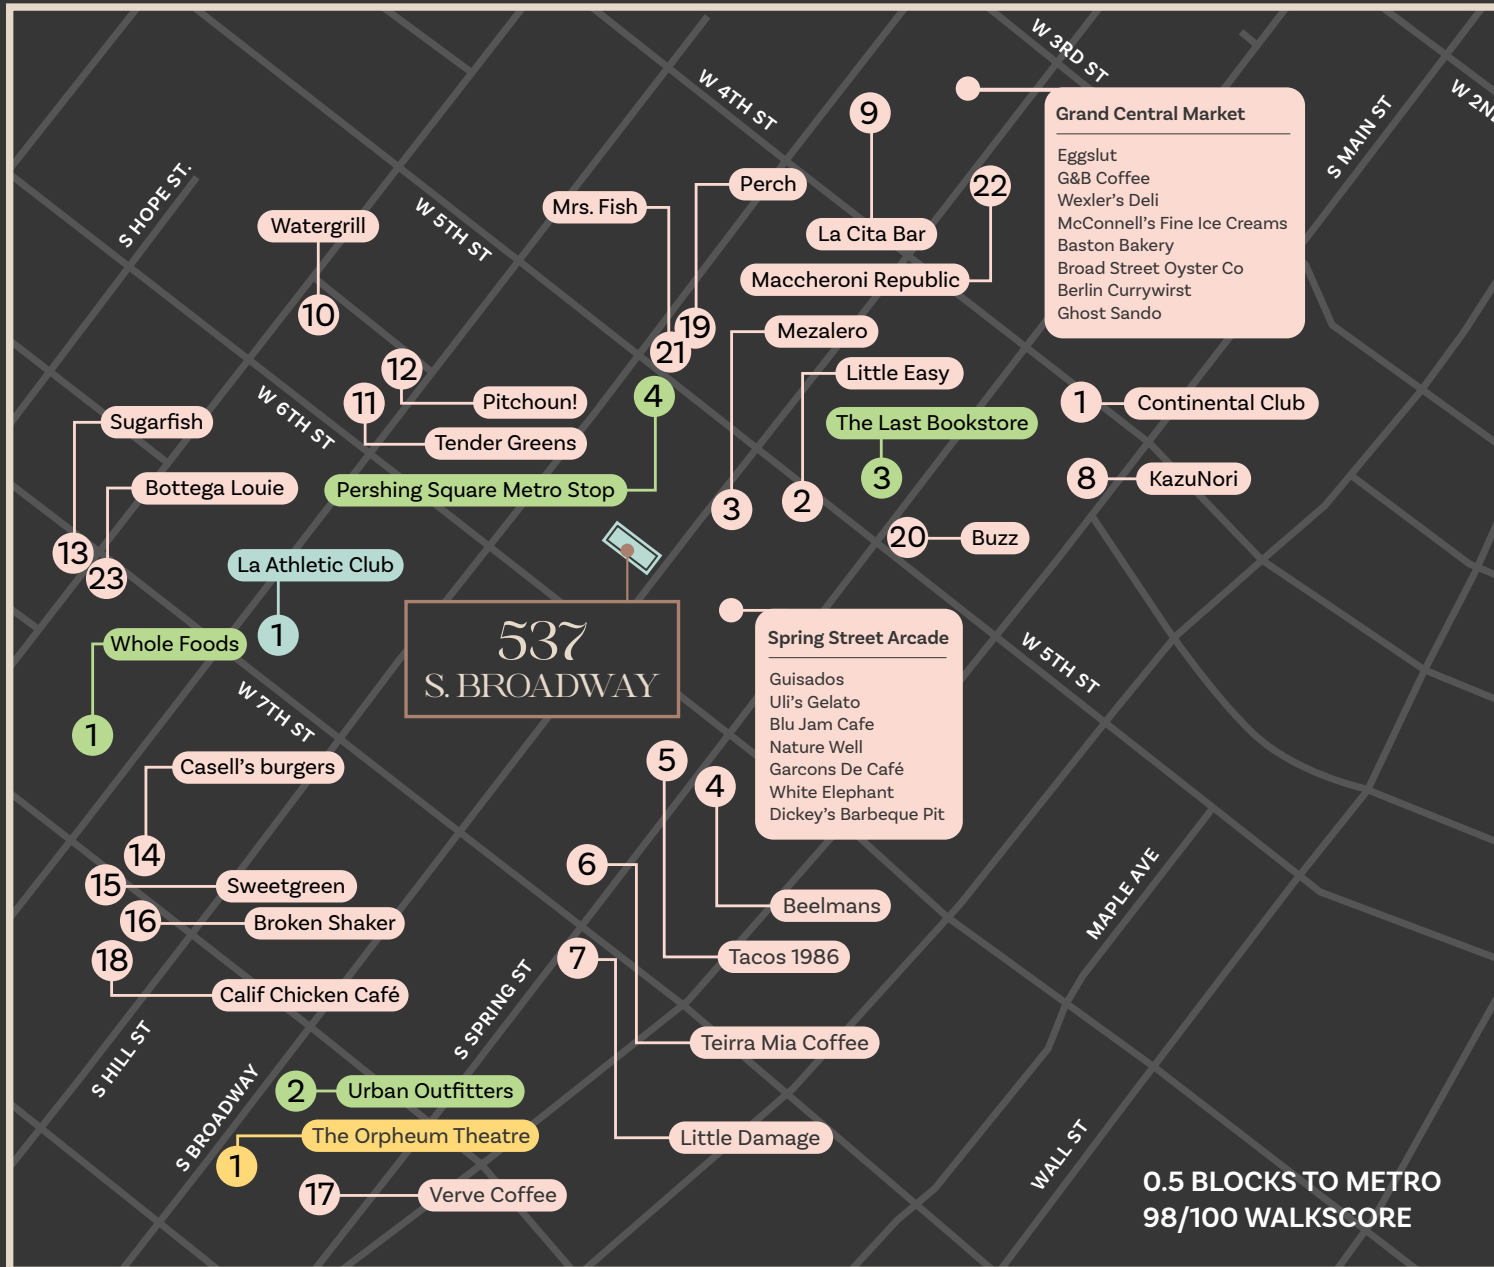 W 3RD ST
W 2N
W 4TH ST
S MAIN ST
9
Grand Central Market
Eggslut
G&B Coffee
Wexler's Deli
McConnell's Fine Ice Creams
Baston Bakery
Broad Street Oyster Co
Berlin Currywirst
Ghost Sando
S HOPE ST.
Perch
22
Mrs. Fish
Watergrill
W 5TH ST
La Cita Bar
Maccheroni Republic
10
19
21
Mezalero
12
Little Easy
11
Pitchoun!
4
1
Continental Club
Sugarfish
W 6TH ST
Tender Greens
The Last Bookstore
Bottega Louie
Pershing Square Metro Stop
3
2
3
8
KazuNori
20
Buzz
13
23
La Athletic Club
1
Whole Foods
1
537
S. BROADWAY
Spring Street Arcade
Guisados
Uli's Gelato
Blu Jam Cafe
Nature Well
Garcons De Café
White Elephant
Dickey's Barbeque Pit
W 5TH ST
W 7TH ST
Casell's burgers
5
4
14
6
15
Sweetgreen
16
Broken Shaker
Beelmans
MAPLE AVE
18
7
Tacos 1986
Calif Chicken Café
S SPRING ST
S HILL ST
Teirra Mia Coffee
2
Urban Outfitters
S BROADWAY
The Orpheum Theatre
1
Little Damage
WALL ST
17
Verve Coffee
0.5 BLOCKS TO METRO
98/100 WALKSCORE